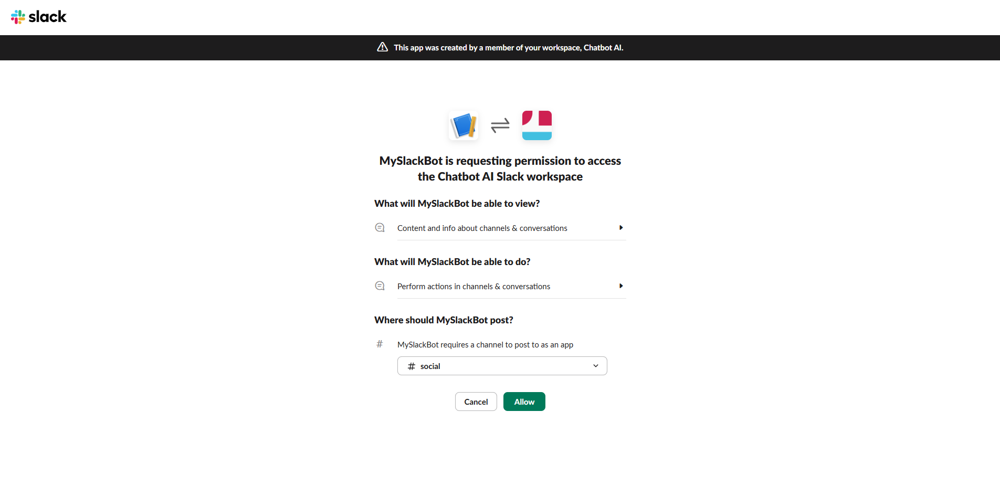 slack
This app was created by a member of your workspace, Chatbot AI.
MySlackBot is requesting permission to access
the Chatbot AI Slack workspace
What will MySlackBot be able to view?
Content and info about channels & conversations
What will MySlackBot be able to do?
Perform actions in channels & conversations
Where should MySlackBot post?
# MySlackBot requires a channel to post to as an app
# social
Cancel Allow